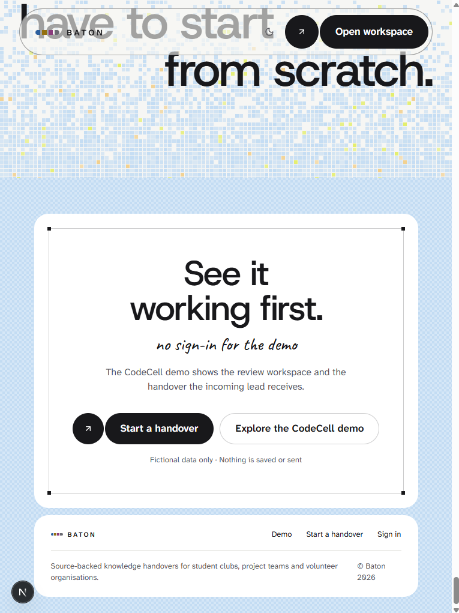 have to start
BATON
Open workspace
from scratch.
See it
working first.
no sign-in for the demo
The CodeCell demo shows the review workspace and the
handover the incoming lead receives.
Start a handover
Explore the CodeCell demo
Fictional data only · Nothing is saved or sent
BATON
Demo
Start a handover
Sign in
Source-backed knowledge handovers for student clubs, project teams and volunteer
organisations.
© Baton
2026
N